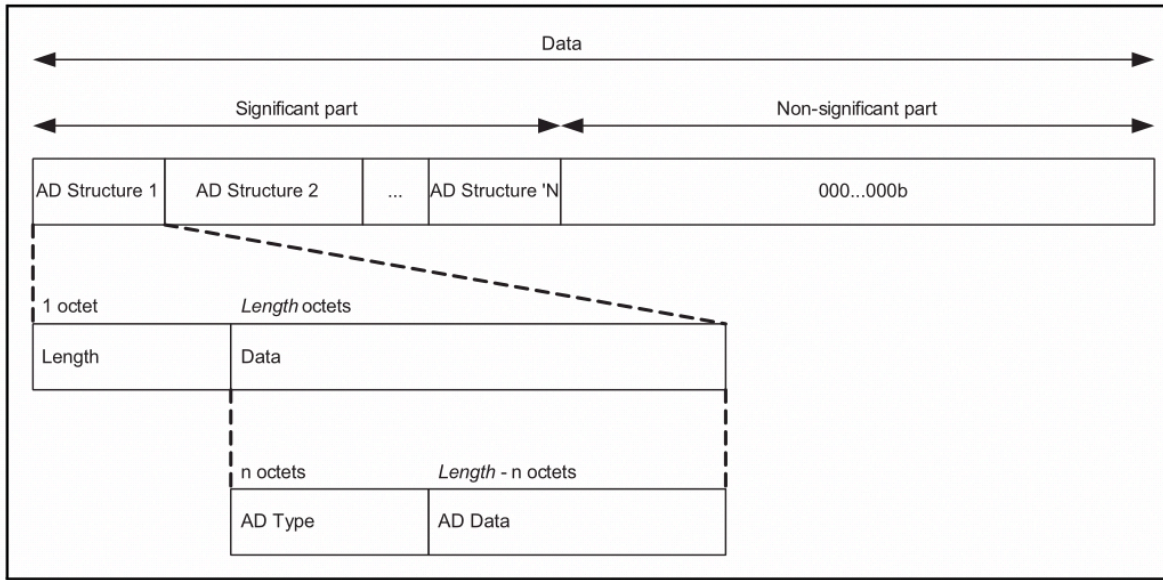 Data
Significant part
Non-significant part
AD Structure 1
AD Structure 2
...
AD Structure 'N
000...000b
1 octet
Length octets
Length
Data
n octets
Length - n octets
AD Type
AD Data